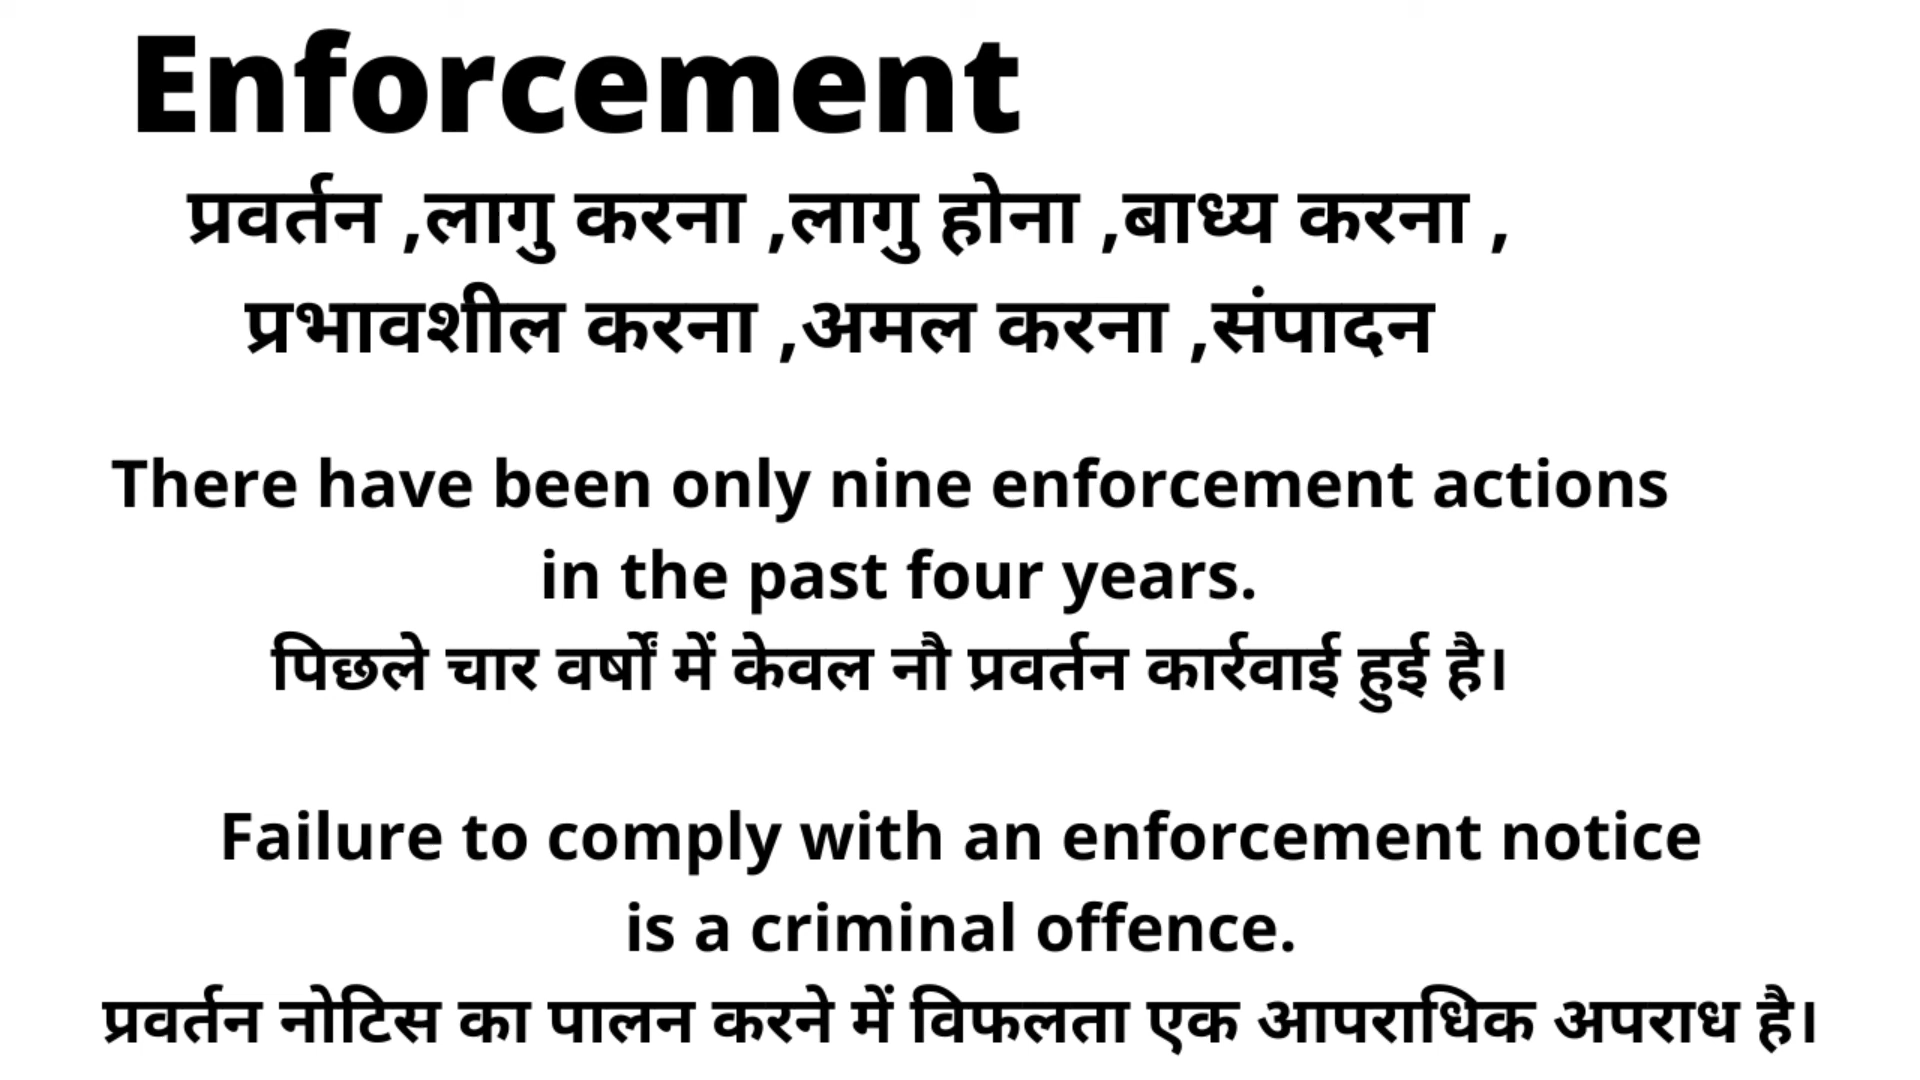 Enforcement
प्रवर्तन ,लागु करना ,लागु होना ,बाध्य करना ,
प्रभावशील करना ,अमल करना ,संपादन
There have been only nine enforcement actions
in the past four years.
पिछले चार वर्षों में केवल नौ प्रवर्तन कार्रवाई हुई है।
Failure to comply with an enforcement notice
is a criminal offence.
प्रवर्तन नोटिस का पालन करने में विफलता एक आपराधिक अपराध है।